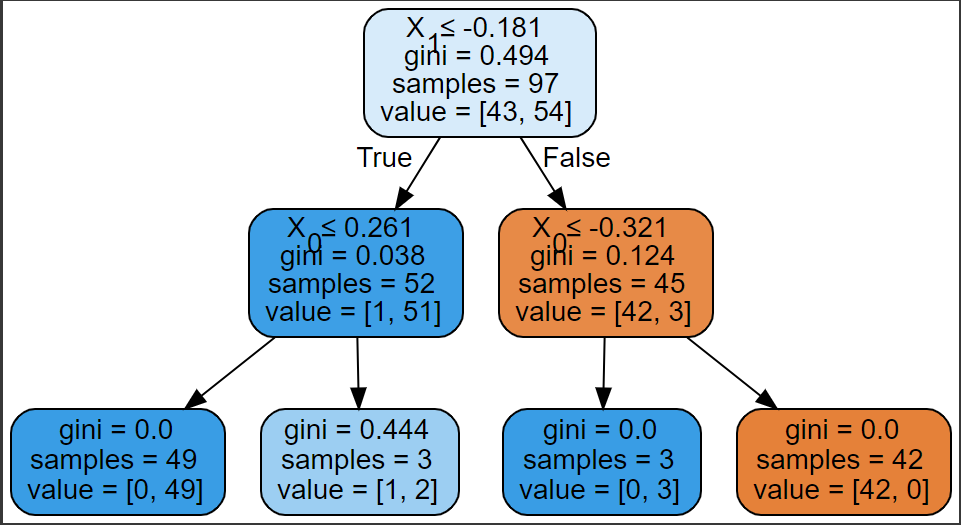 X₁ ≤ -0.181
gini = 0.494
samples = 97
value = [43, 54]
True
False
X₀ ≤ 0.261
gini = 0.038
samples = 52
value = [1, 51]
X₀ ≤ -0.321
gini = 0.124
samples = 45
value = [42, 3]
gini = 0.0
samples = 49
value = [0, 49]
gini = 0.444
samples = 3
value = [1, 2]
gini = 0.0
samples = 3
value = [0, 3]
gini = 0.0
samples = 42
value = [42, 0]